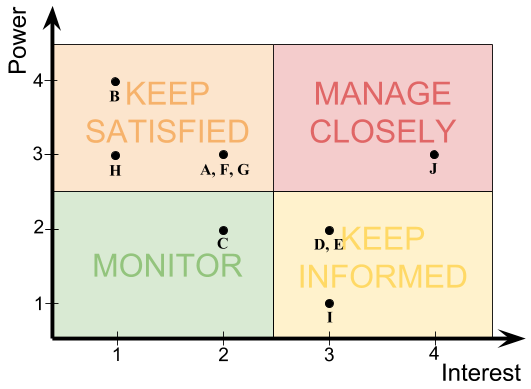 Power
4
B
KEEP
SATISFIED
MANAGE
CLOSELY
3
H
A, F, G
J
2
C
D, E
KEEP
INFORMED
MONITOR
1
I
1
2
3
4
Interest